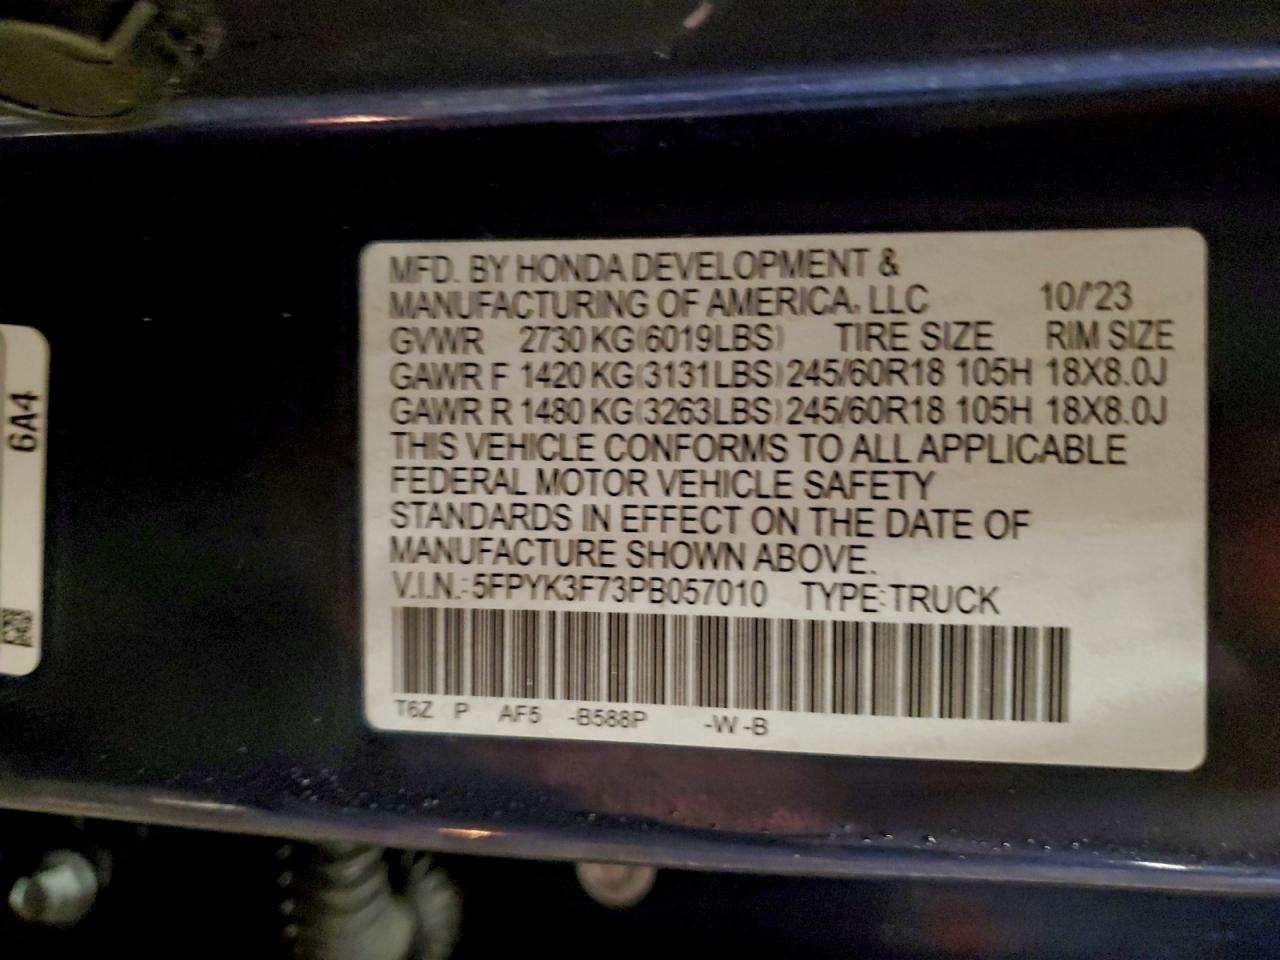 MFD. BY HONDA DEVELOPMENT &
MANUFACTURING OF AMERICA, LLC 10/'23
GVWR 2730 KG(6019LBS) TIRE SIZE RIM SIZE
GAWR F 1420 KG(3131LBS) 245/60R18 105H 18X8.0J
GAWR R 1480 KG(3263LBS) 245/60R18 105H 18X8.0J
THIS VEHICLE CONFORMS TO ALL APPLICABLE
FEDERAL MOTOR VEHICLE SAFETY
STANDARDS IN EFFECT ON THE DATE OF
MANUFACTURE SHOWN ABOVE.
V.I.N.: 5FPYK3F73PB057010 TYPE:TRUCK
T6Z P AF5 -B588P -W -B
6A4